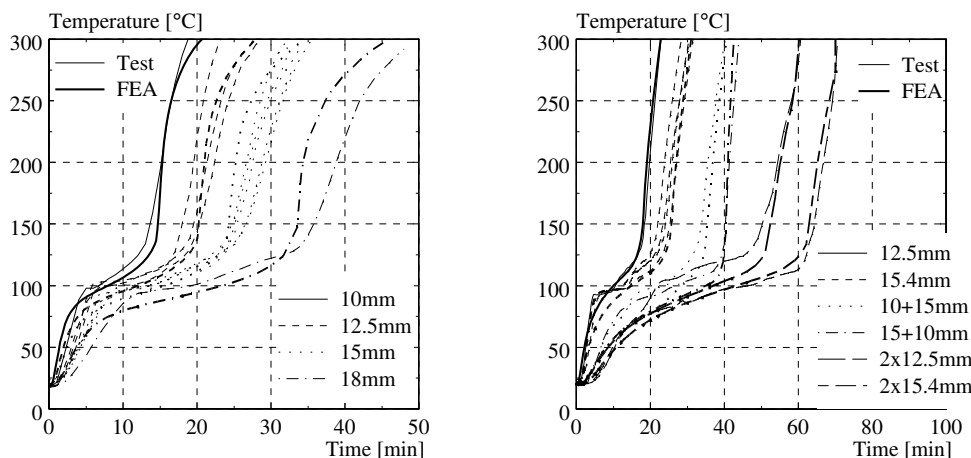 Temperature [°C]
300
250
200
150
100
50
0
Test
FEA
10mm
12.5mm
15mm
18mm
0 10 20 30 40 50
Time [min]
Temperature [°C]
300
250
200
150
100
50
0
Test
FEA
12.5mm
15.4mm
10+15mm
15+10mm
2x12.5mm
2x15.4mm
0 20 40 60 80 100
Time [min]